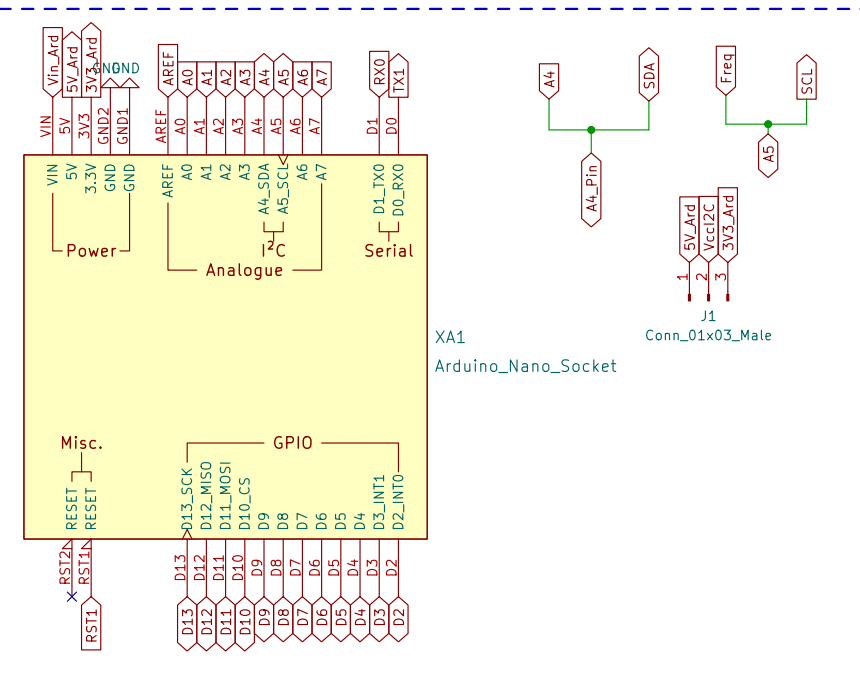 Vin_Ard
5V_Ard
3V3_Ard
GND
GND
AREF
A0
A1
A2
A3
A4
A5
A6
A7
RX0
TX1
VIN
5V
3V3
GND2
GND1
AREF
A0
A1
A2
A3
A4
A5
A6
A7
D1
D0
VIN
5V
3.3V
GND
GND
AREF
A0
A1
A2
A3
A4_SDA
A5_SCL
A6
A7
D1_TX0
D0_RX0
Power
I²C
Serial
Analogue
A4
SDA
A4_Pin
Freq
SCL
A5
5V_Ard
VccI2C
3V3_Ard
1
2
3
J1
Conn_01x03_Male
XA1
Arduino_Nano_Socket
Misc.
GPIO
RESET
RESET
D13_SCK
D12_MISO
D11_MOSI
D10_CS
D9
D8
D7
D6
D5
D4
D3_INT1
D2_INT0
RST2
RST1
D13
D12
D11
D10
D9
D8
D7
D6
D5
D4
D3
D2
RST1
D13
D12
D11
D10
D9
D8
D7
D6
D5
D4
D3
D2